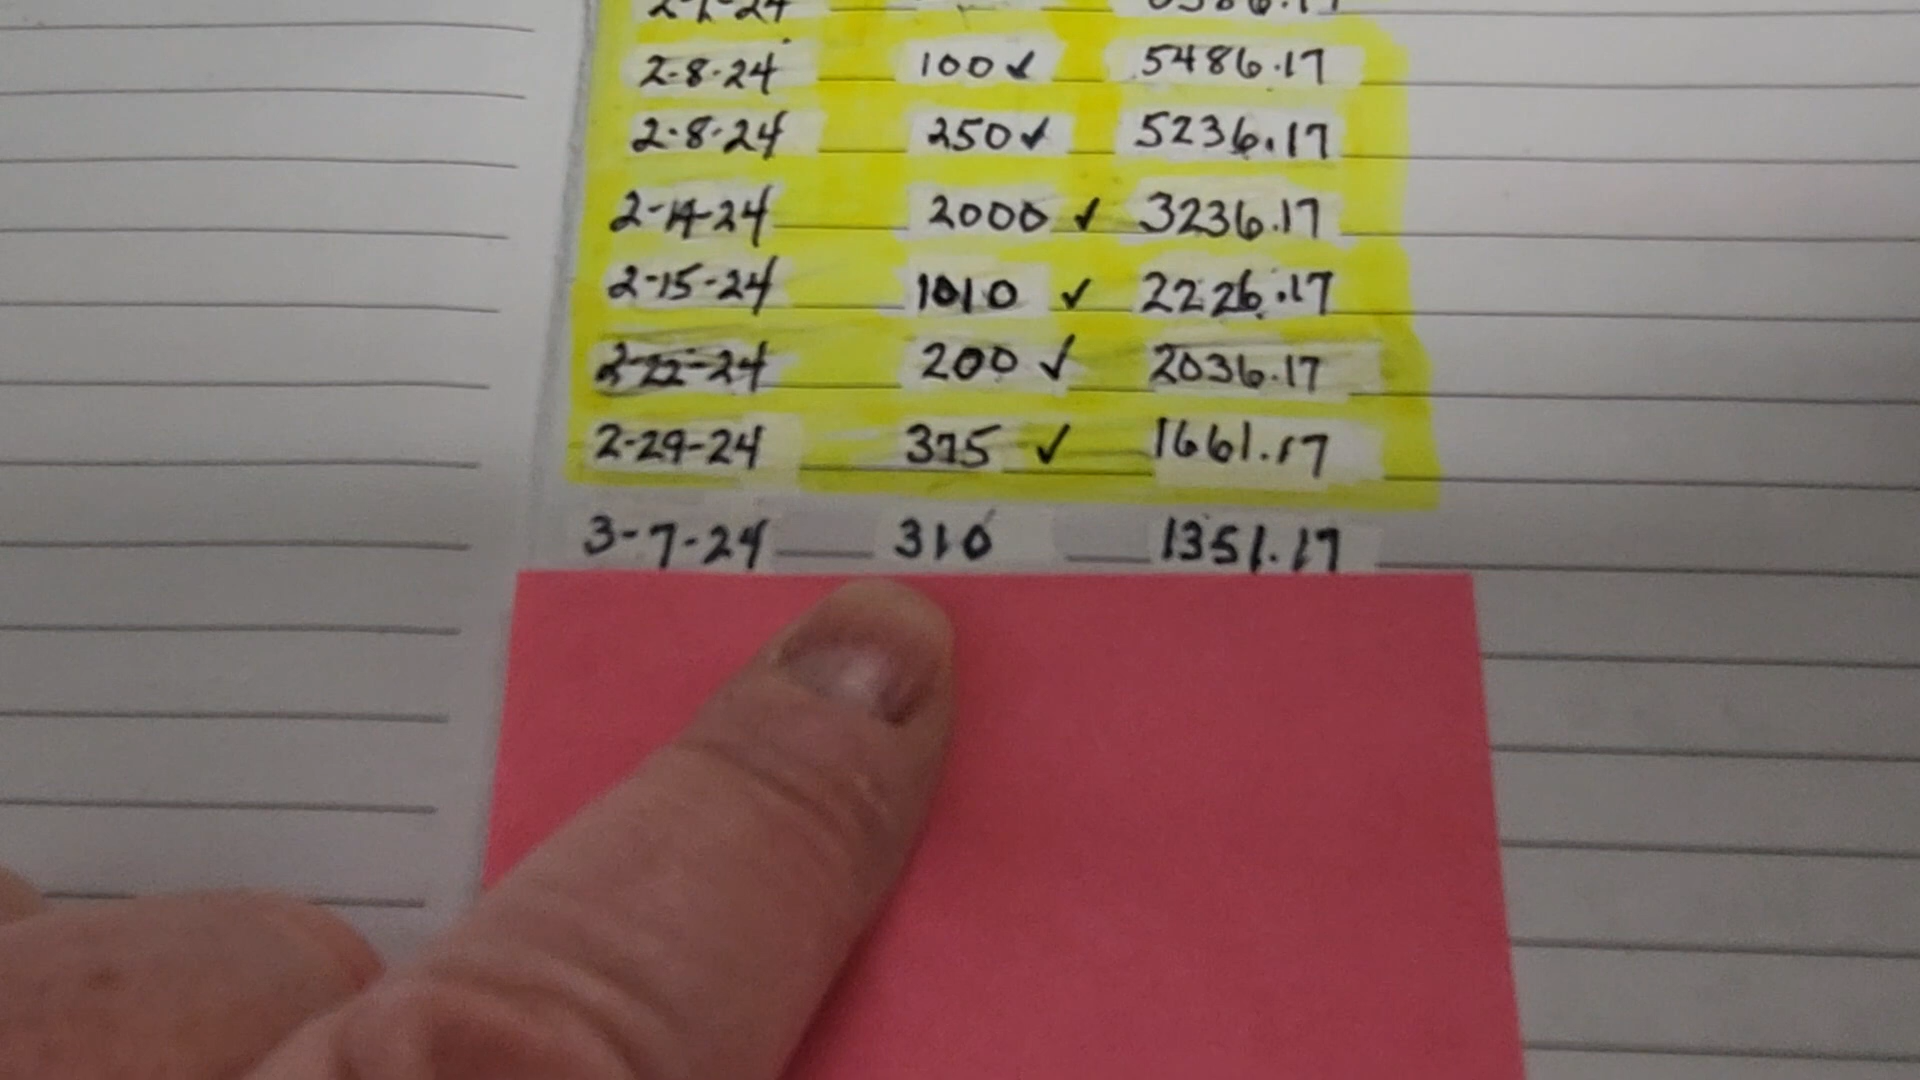 2-8-24 100✓ 5486.17
2-8-24 250✓ 5236.17
2-14-24 2000 ✓ 3236.17
2-15-24 1010 ✓ 2226.17
2-22-24 200 ✓ 2036.17
2-29-24 375 ✓ 1661.17
3-7-24 310 1351.17